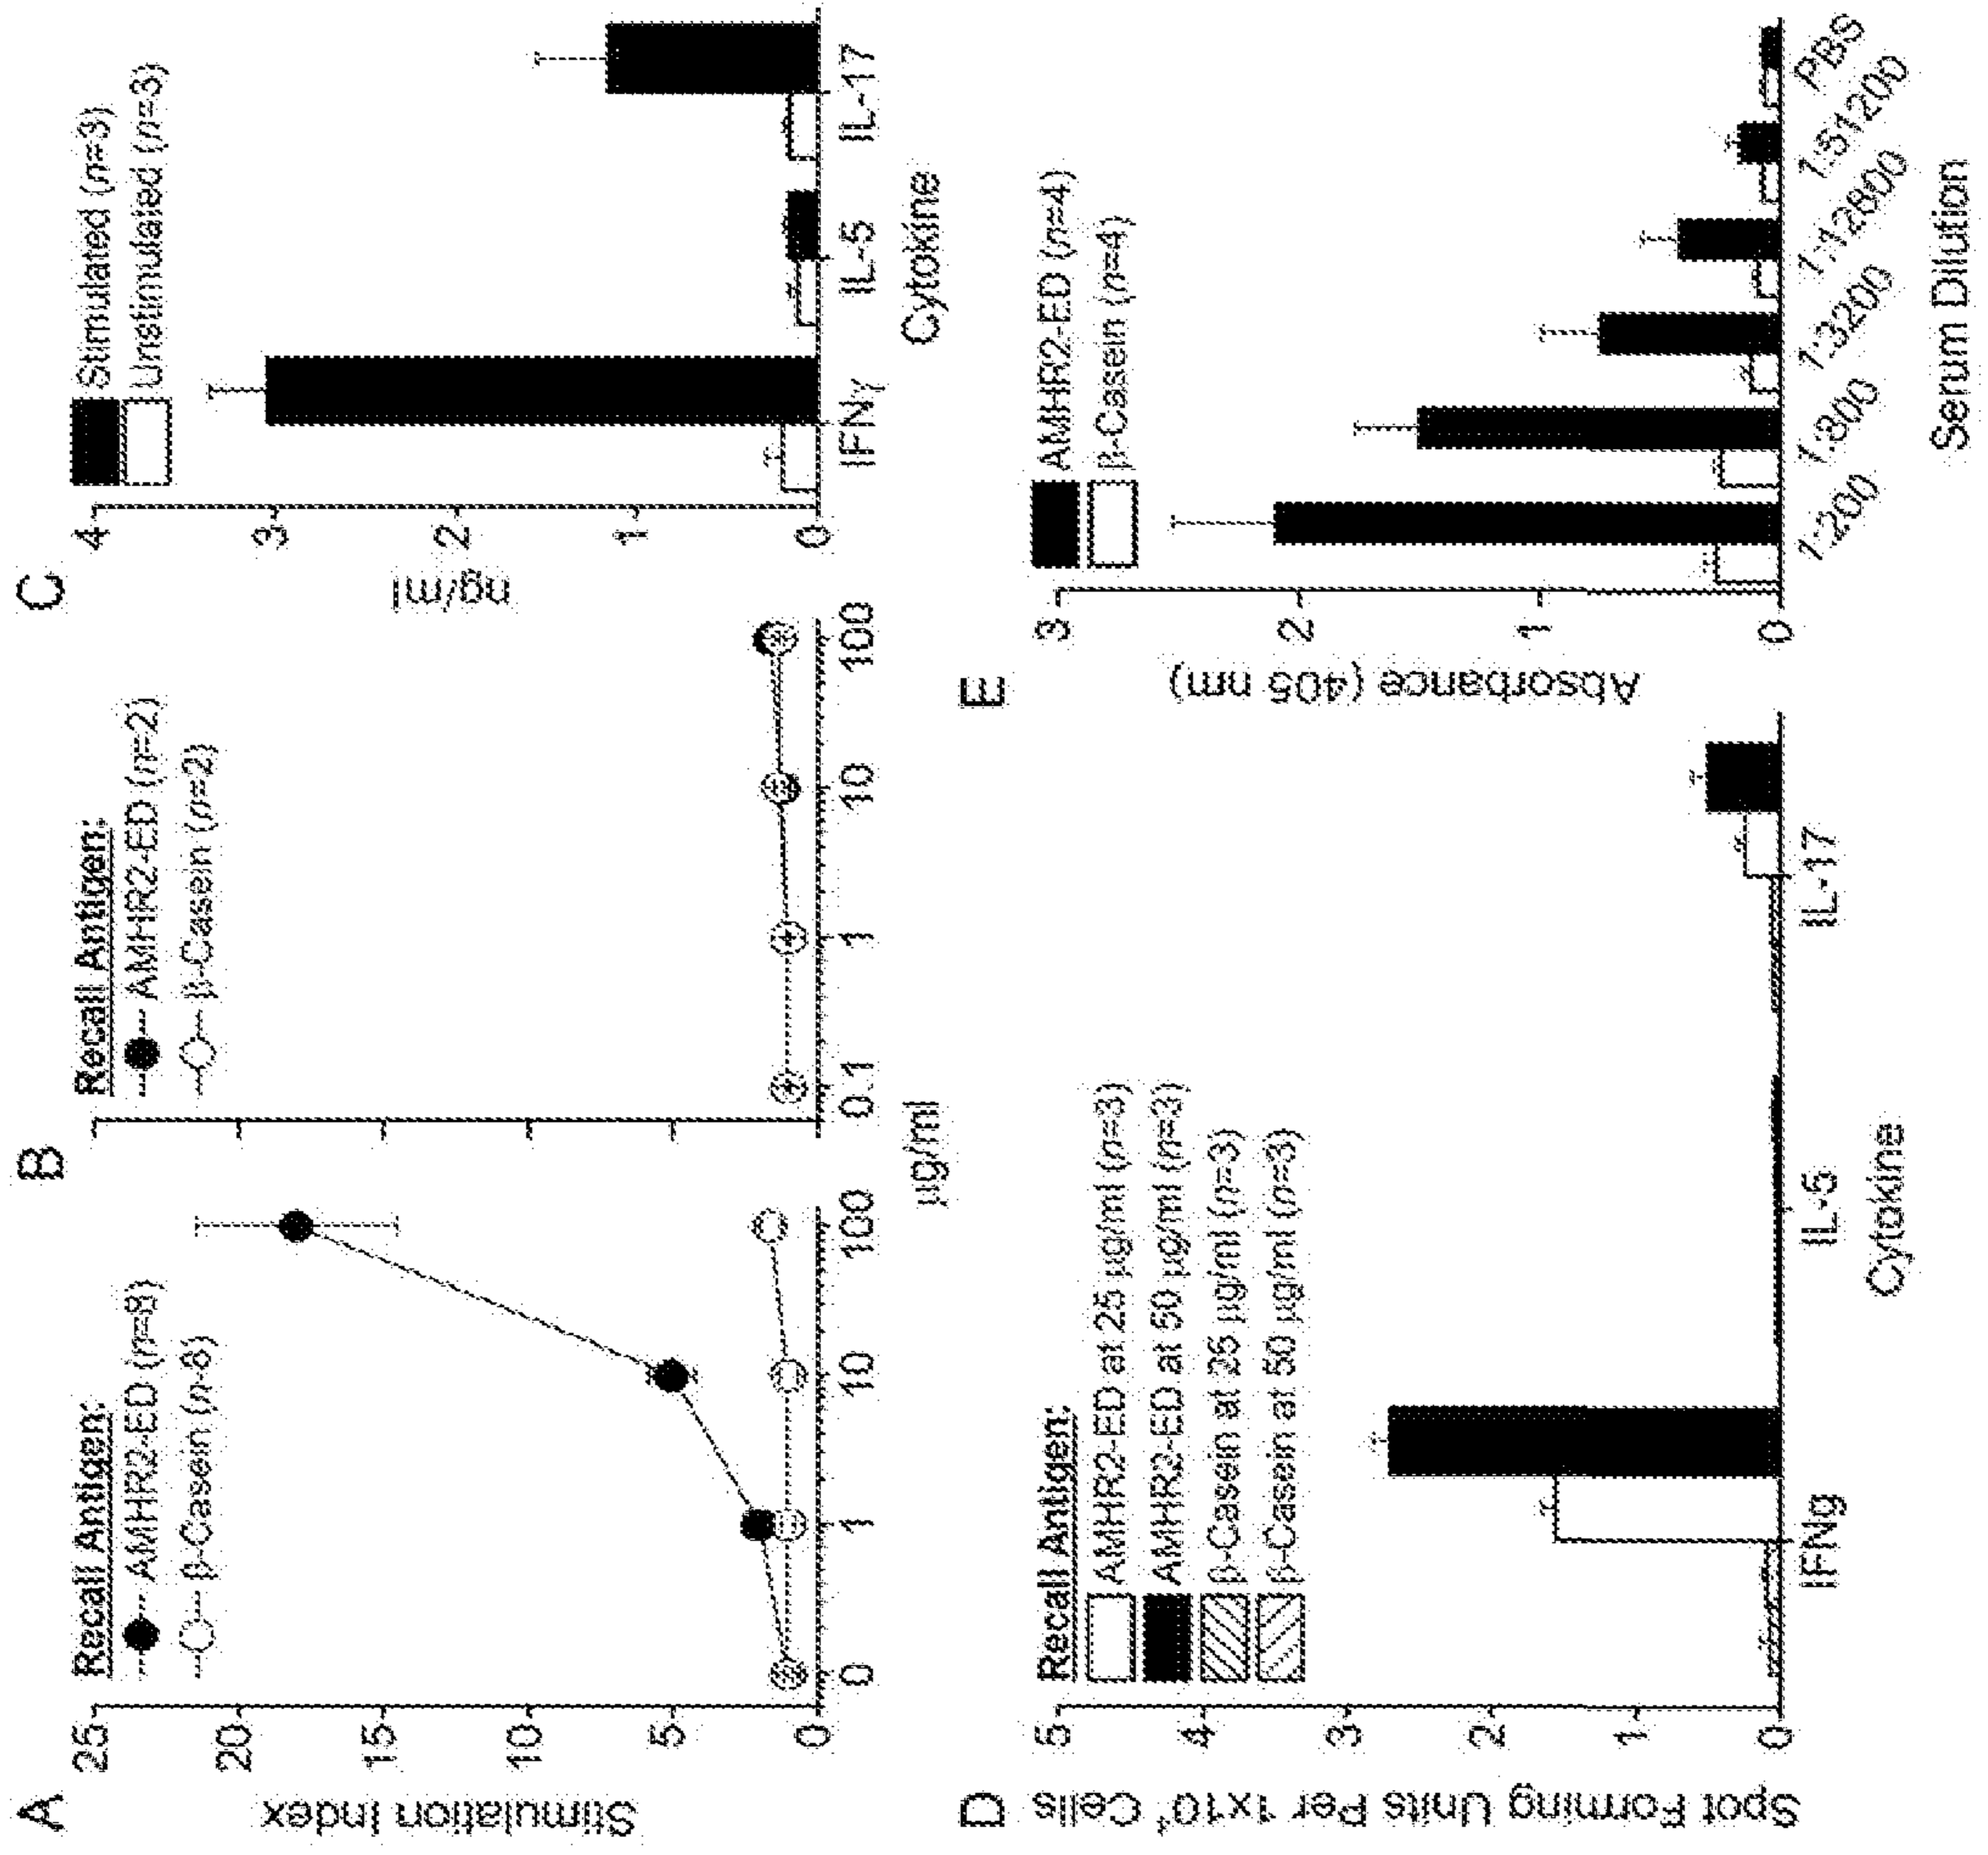 A
Recall Antigen:
AMHR2-ED (n=8)
β-Casein (n=8)
25
20
15
10
5
0
Stimulation Index
0
1
10
100
B
Recall Antigen:
AMHR2-ED (n=2)
β-Casein (n=2)
0.1
1
10
100
µg/ml
C
Stimulated (n=3)
Unstimulated (n=3)
4
3
2
1
0
ng/ml
IFNγ
IL-5
IL-17
Cytokine
D
Recall Antigen:
AMHR2-ED at 25 µg/ml (n=3)
AMHR2-ED at 50 µg/ml (n=3)
β-Casein at 25 µg/ml (n=3)
β-Casein at 50 µg/ml (n=3)
5
4
3
2
1
0
Spot Forming Units Per 1x10⁴ Cells
IFNg
IL-5
IL-17
Cytokine
E
AMHR2-ED (n=4)
β-Casein (n=4)
3
2
1
0
Absorbance (405 nm)
1:200
1:800
1:3200
1:12800
1:51200
PBS
Serum Dilution